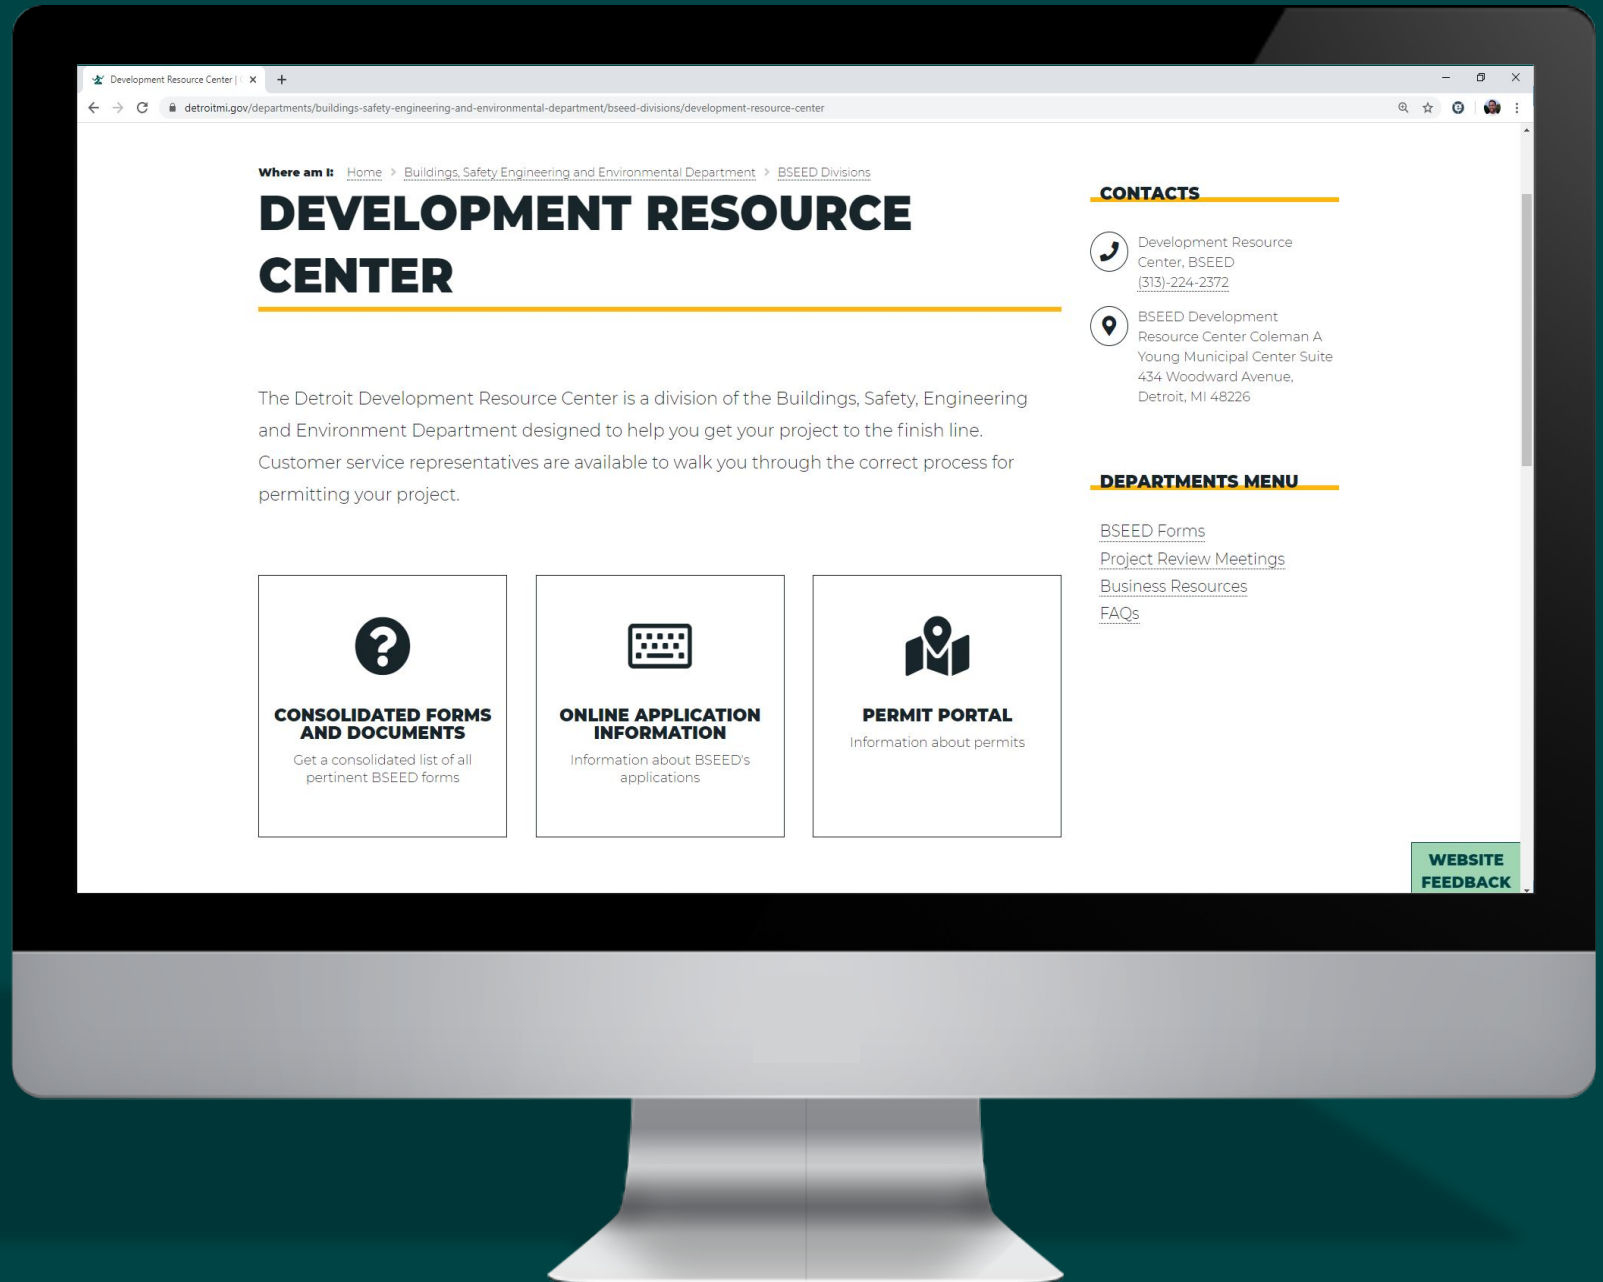 Development Resource Center |
detroitmi.gov/departments/buildings-safety-engineering-and-environmental-department/bseed-divisions/development-resource-center
Where am I: Home > Buildings, Safety Engineering and Environmental Department > BSEED Divisions
DEVELOPMENT RESOURCE
CENTER
The Detroit Development Resource Center is a division of the Buildings, Safety, Engineering
and Environment Department designed to help you get your project to the finish line.
Customer service representatives are available to walk you through the correct process for
permitting your project.
CONSOLIDATED FORMS
AND DOCUMENTS
Get a consolidated list of all
pertinent BSEED forms
ONLINE APPLICATION
INFORMATION
Information about BSEED's
applications
PERMIT PORTAL
Information about permits
CONTACTS
Development Resource
Center, BSEED
(313)-224-2372
BSEED Development
Resource Center Coleman A
Young Municipal Center Suite
434 Woodward Avenue,
Detroit, MI 48226
DEPARTMENTS MENU
BSEED Forms
Project Review Meetings
Business Resources
FAQs
WEBSITE
FEEDBACK